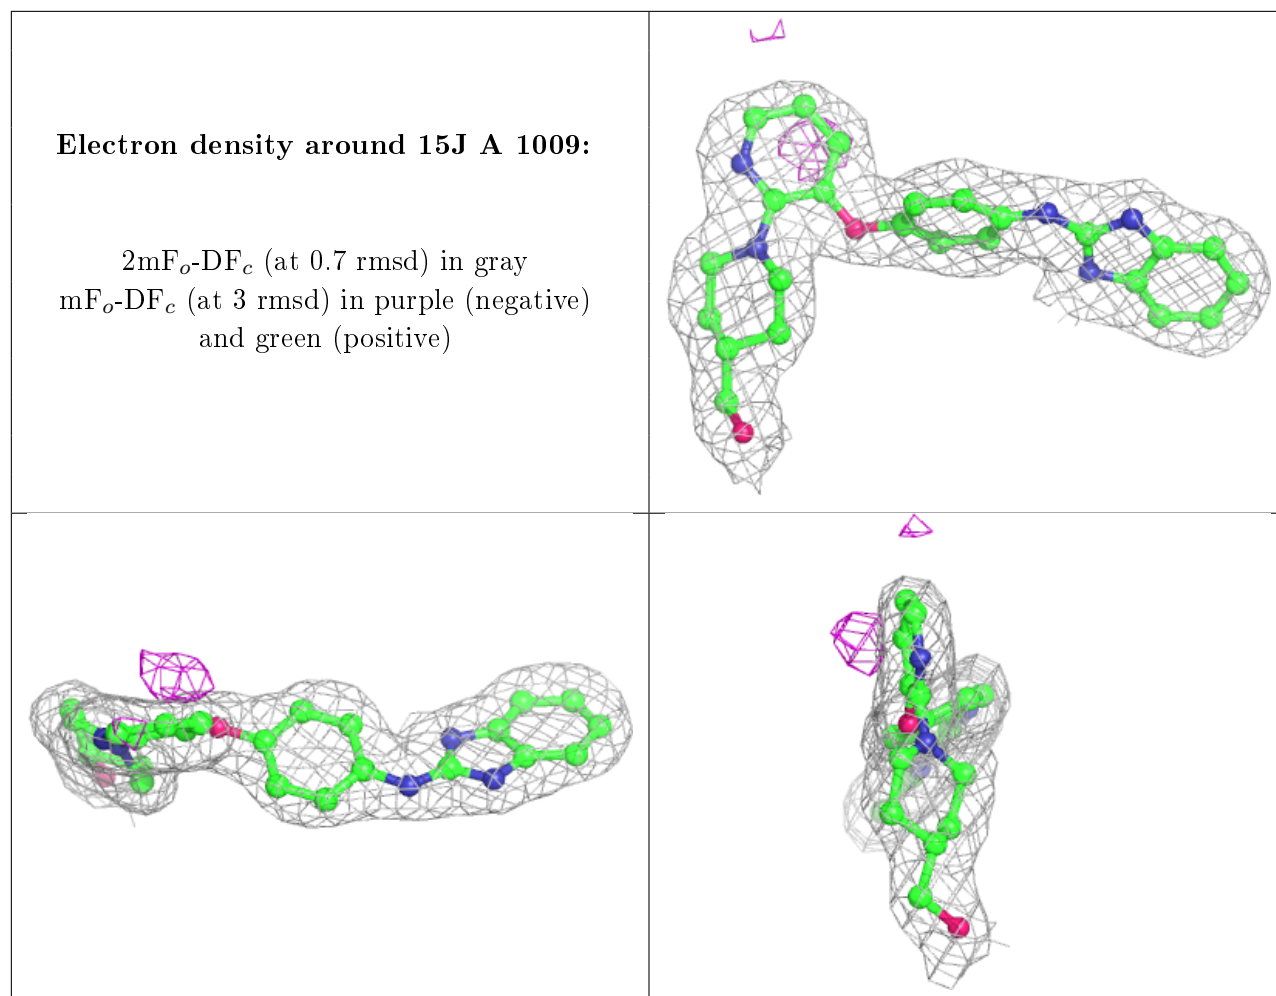 Electron density around 15J A 1009:
2mFo-DFc (at 0.7 rmsd) in gray
mFo-DFc (at 3 rmsd) in purple (negative)
and green (positive)